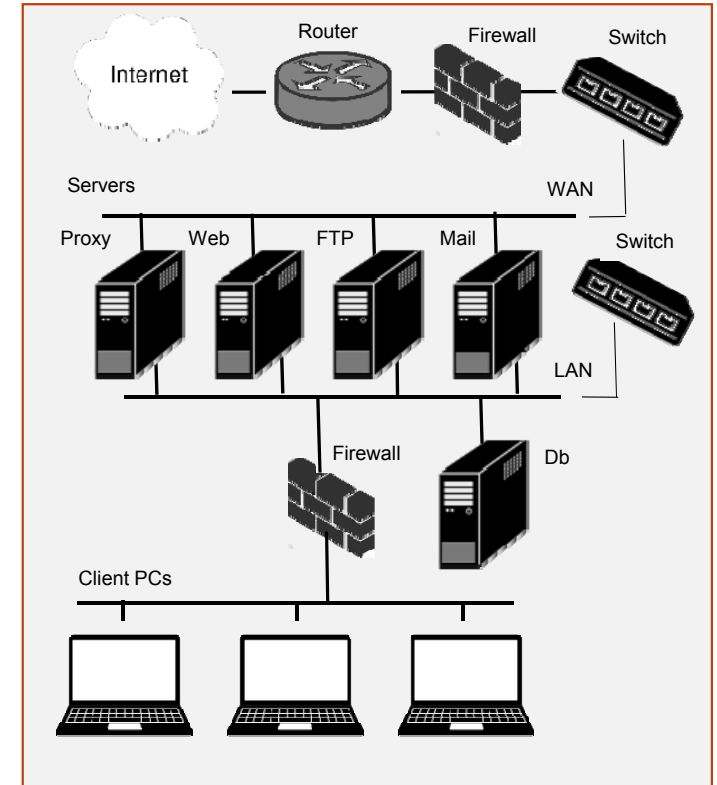 Router
Firewall
Switch
Internet
Servers
WAN
Proxy
Web
FTP
Mail
Switch
LAN
Firewall
Db
Client PCs